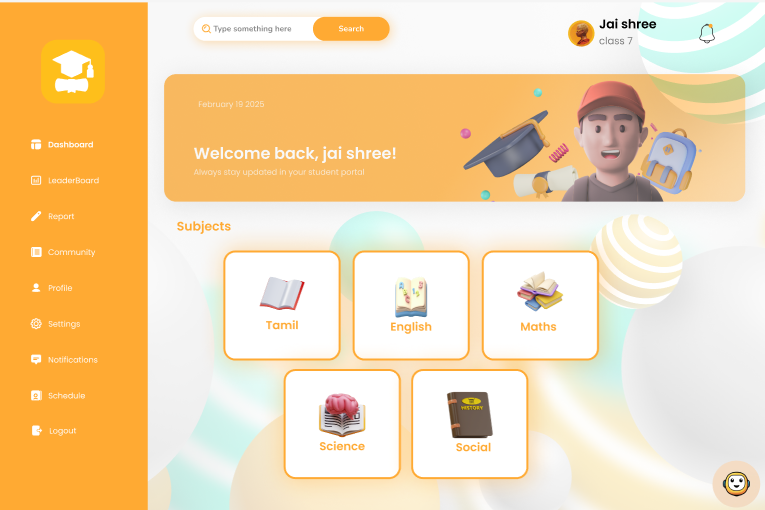 Type something here
Search
Jai shree
class 7
February 19 2025
Welcome back, jai shree!
Always stay updated in your student portal
Dashboard
LeaderBoard
Report
Community
Profile
Settings
Notifications
Schedule
Logout
Subjects
Tamil
English
Maths
HISTORY
Science
Social